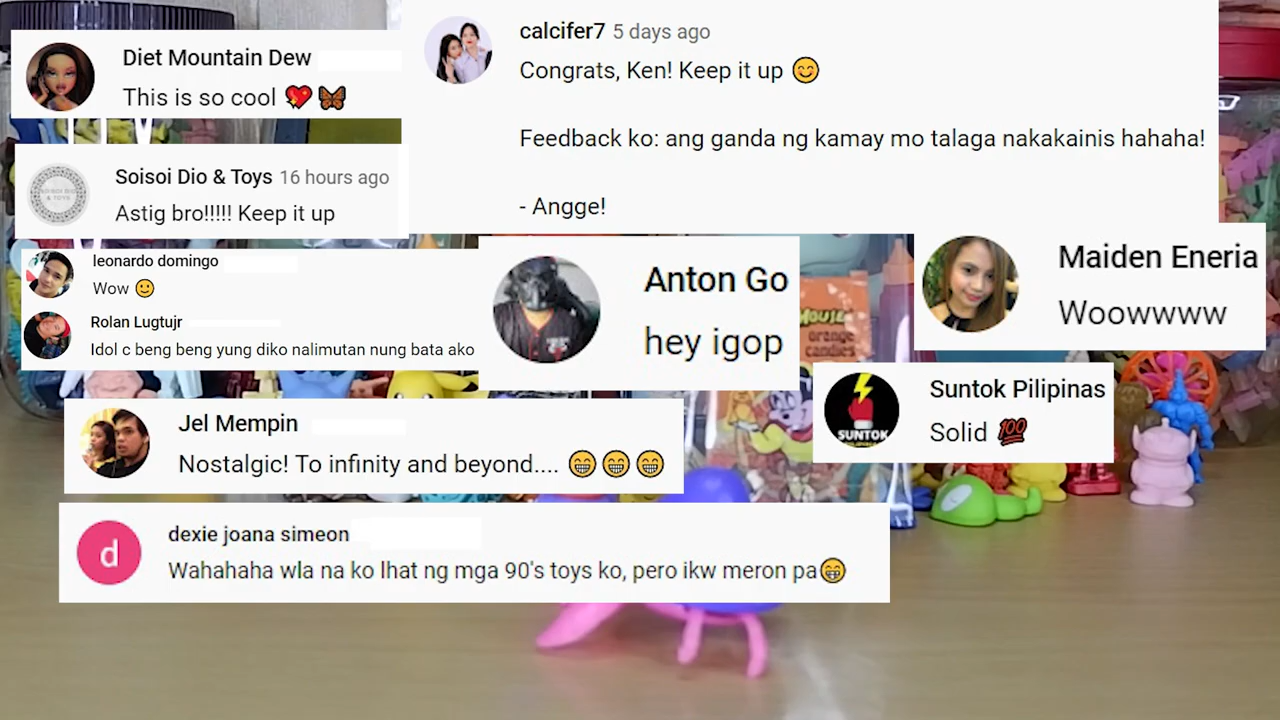 Diet Mountain Dew
This is so cool 💖🦋
calcifer7 5 days ago
Congrats, Ken! Keep it up 😊
Feedback ko: ang ganda ng kamay mo talaga nakakainis hahaha!
- Angge!
Soisoi Dio & Toys 16 hours ago
Astig bro!!!!! Keep it up
leonardo domingo
Wow 🙂
Rolan Lugtujr
Idol c beng beng yung diko nalimutan nung bata ako
Anton Go
hey igop
Maiden Eneria
Woowwww
MOUSE
orange
candies
Suntok Pilipinas
Solid 💯
SUNTOK
Jel Mempin
Nostalgic! To infinity and beyond.... 😁😁😁
d
dexie joana simeon
Wahahaha wla na ko lhat ng mga 90's toys ko, pero ikw meron pa😁